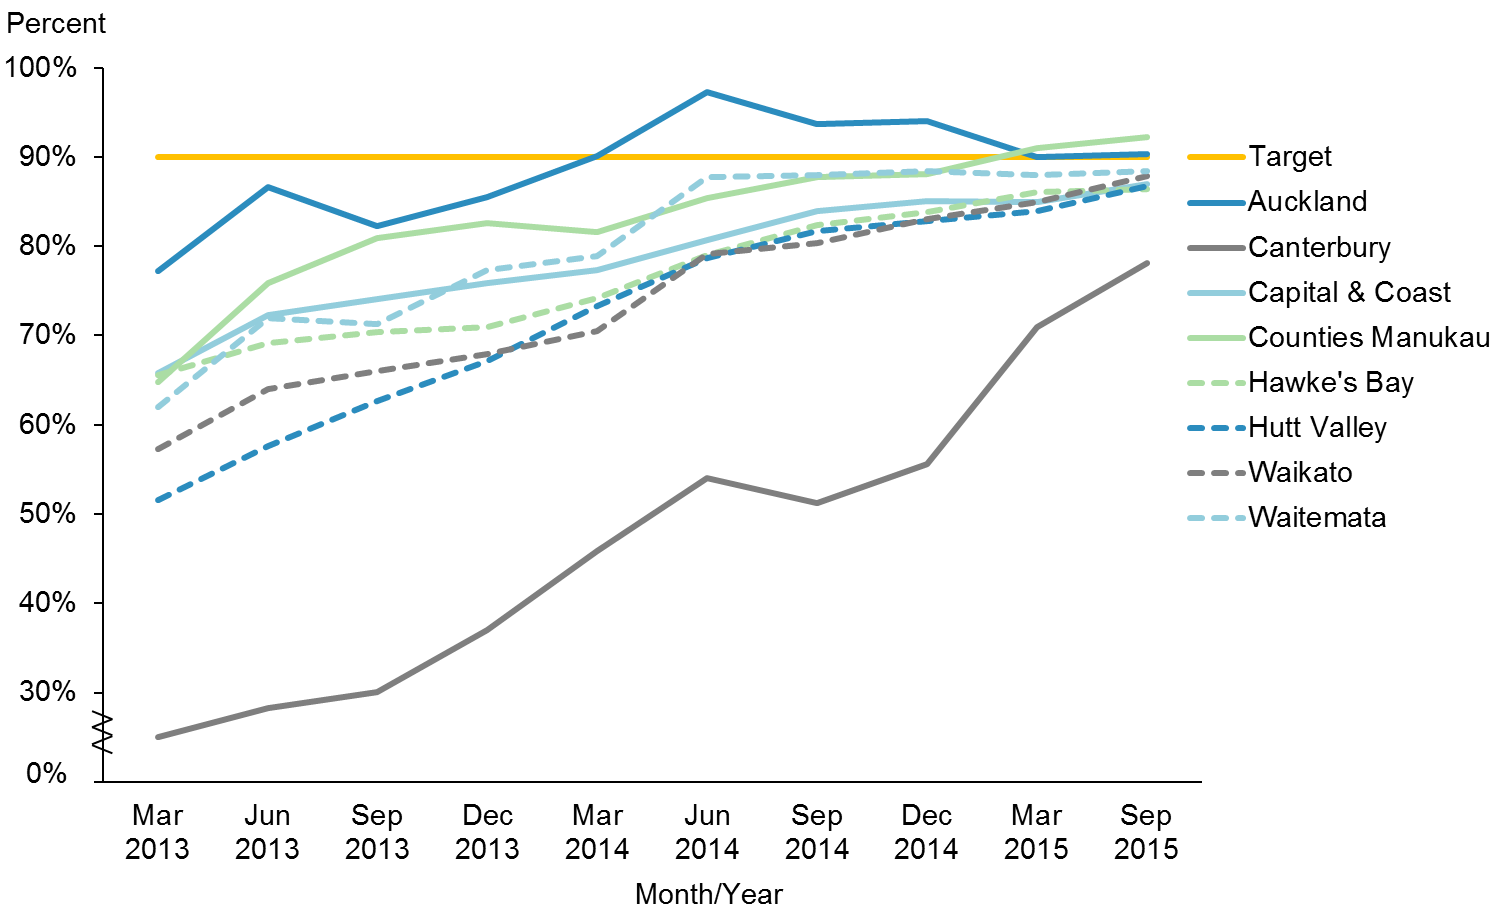 Percent
100%
90%
80%
70%
60%
50%
40%
30%
0%
Mar Jun Sep Dec Mar Jun Sep Dec Mar Sep
2013 2013 2013 2013 2014 2014 2014 2014 2015 2015
Month/Year
Target
Auckland
Canterbury
Capital & Coast
Counties Manukau
Hawke's Bay
Hutt Valley
Waikato
Waitemata